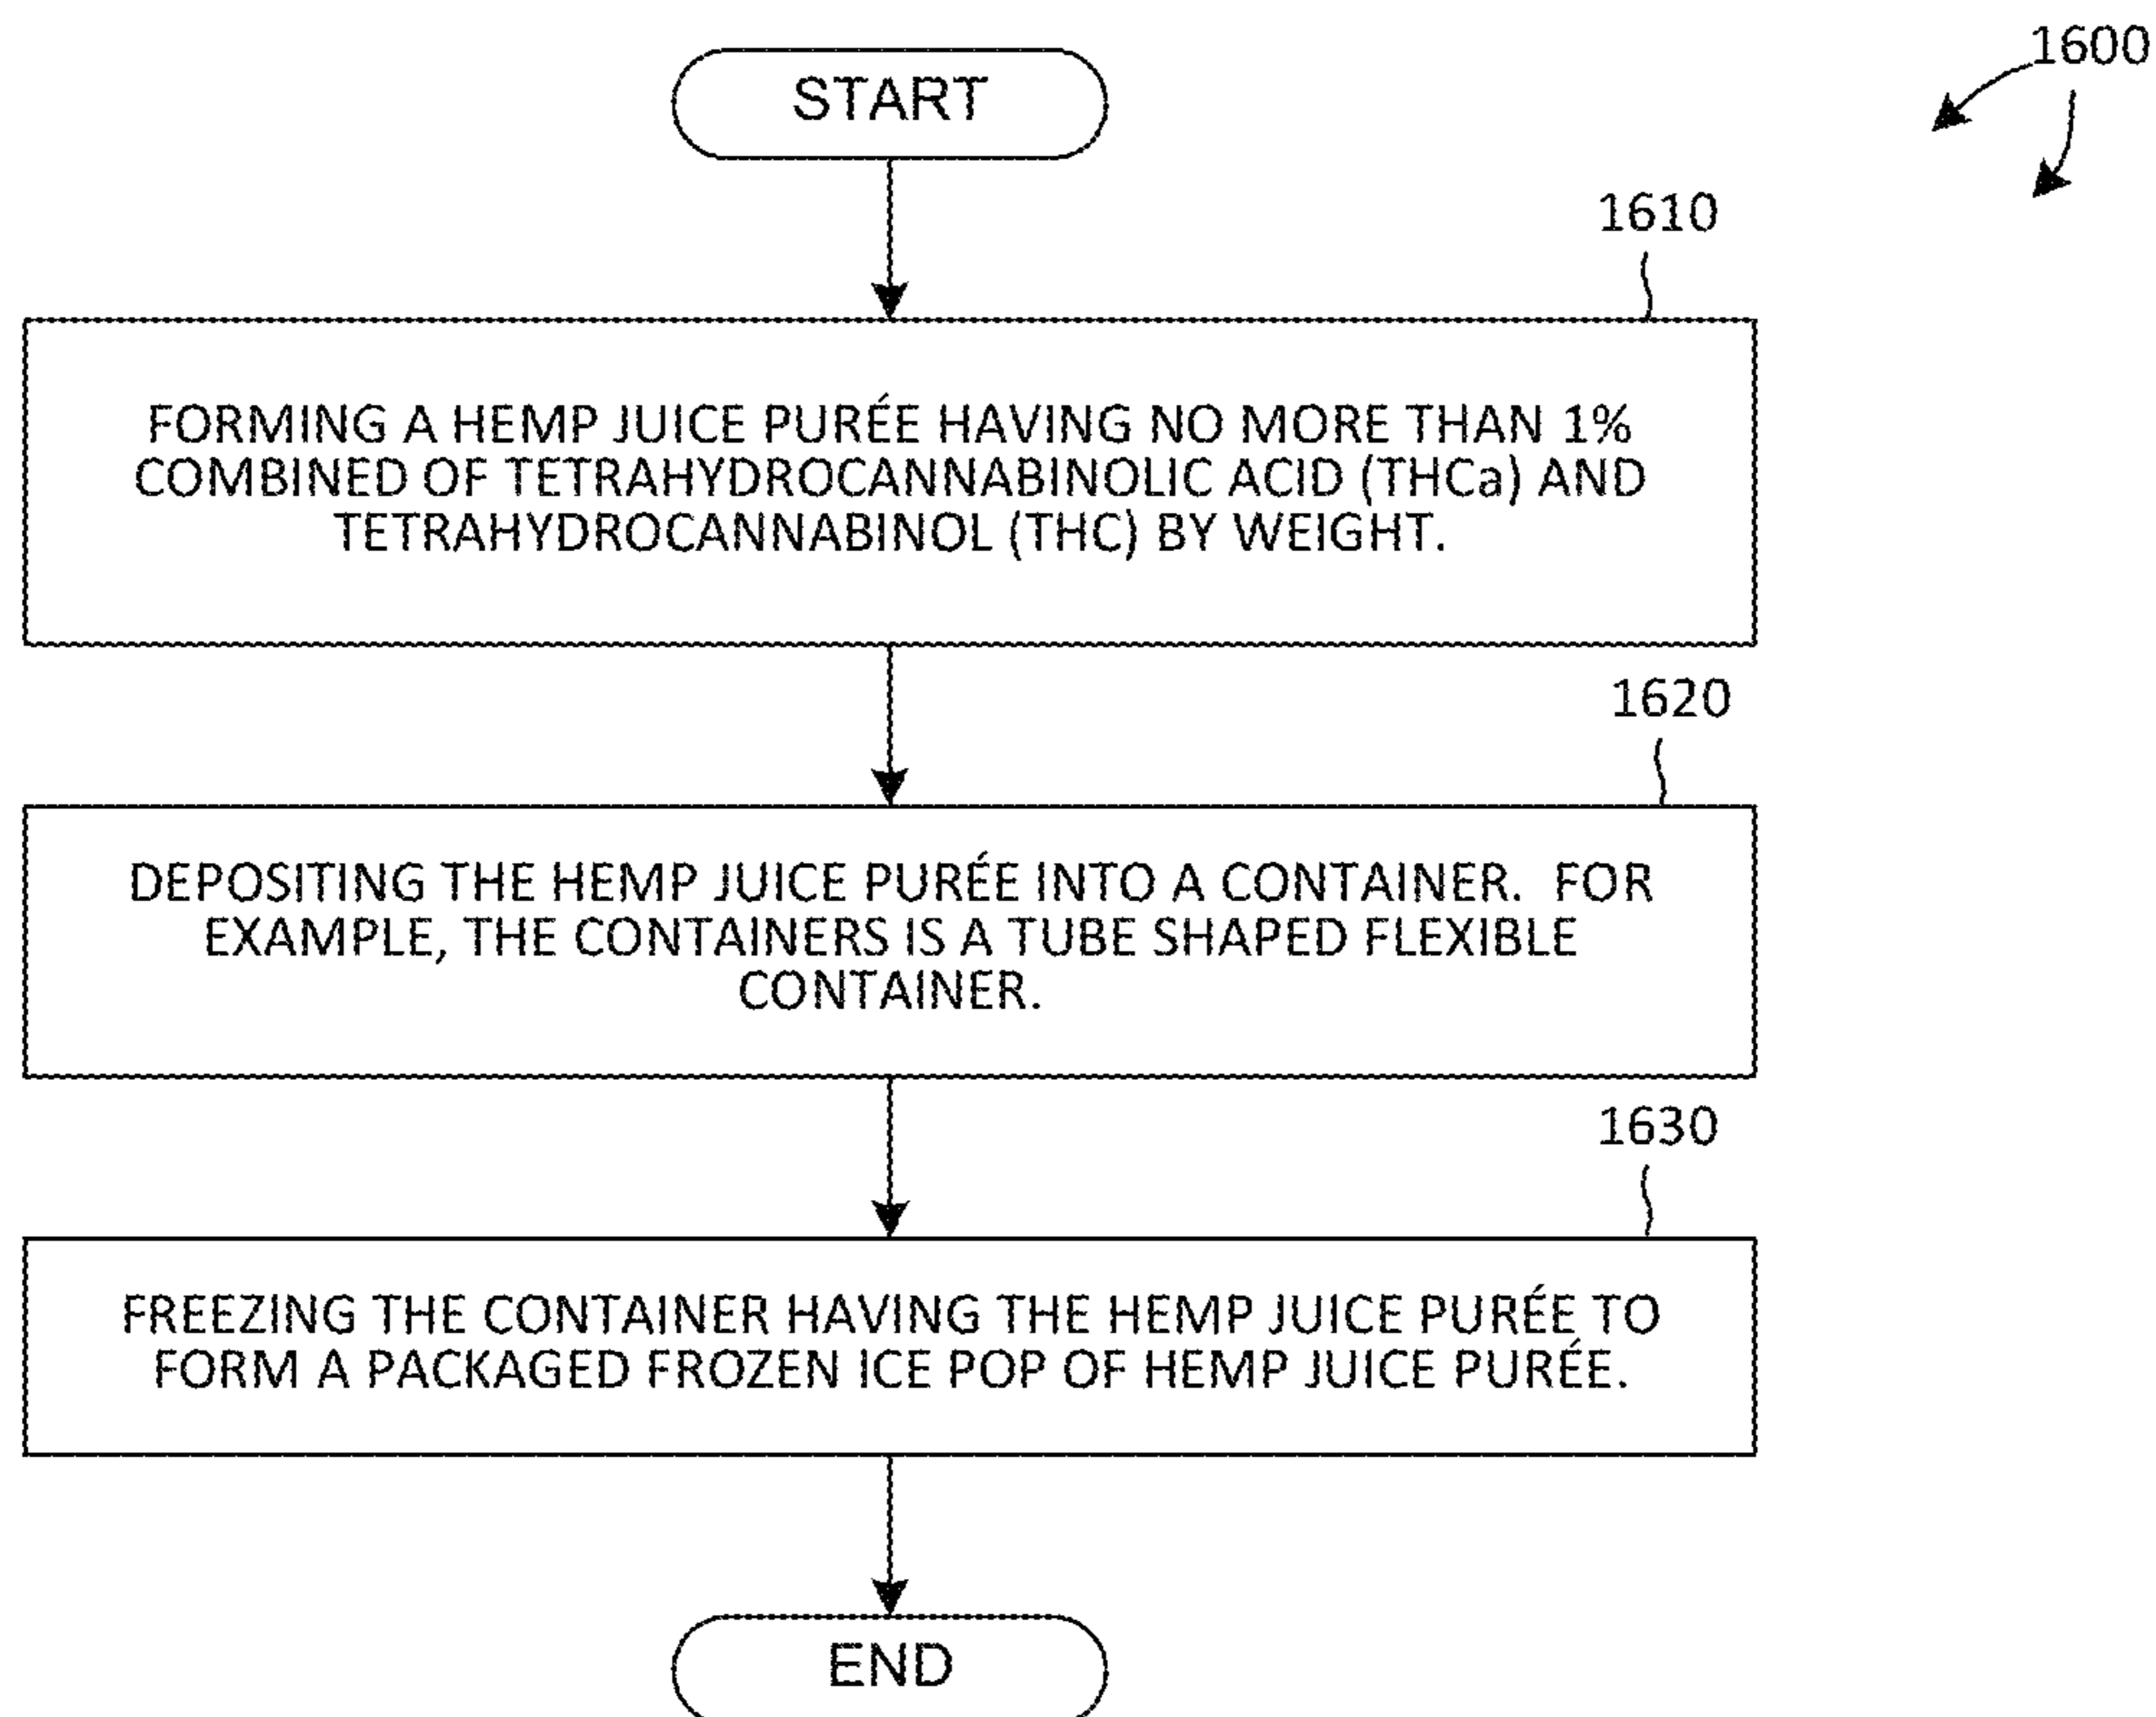 START
1600
1610
FORMING A HEMP JUICE PURÉE HAVING NO MORE THAN 1%
COMBINED OF TETRAHYDROCANNABINOLIC ACID (THCa) AND
TETRAHYDROCANNABINOL (THC) BY WEIGHT.
1620
DEPOSITING THE HEMP JUICE PURÉE INTO A CONTAINER.  FOR
EXAMPLE, THE CONTAINERS IS A TUBE SHAPED FLEXIBLE
CONTAINER.
1630
FREEZING THE CONTAINER HAVING THE HEMP JUICE PURÉE TO
FORM A PACKAGED FROZEN ICE POP OF HEMP JUICE PURÉE.
END